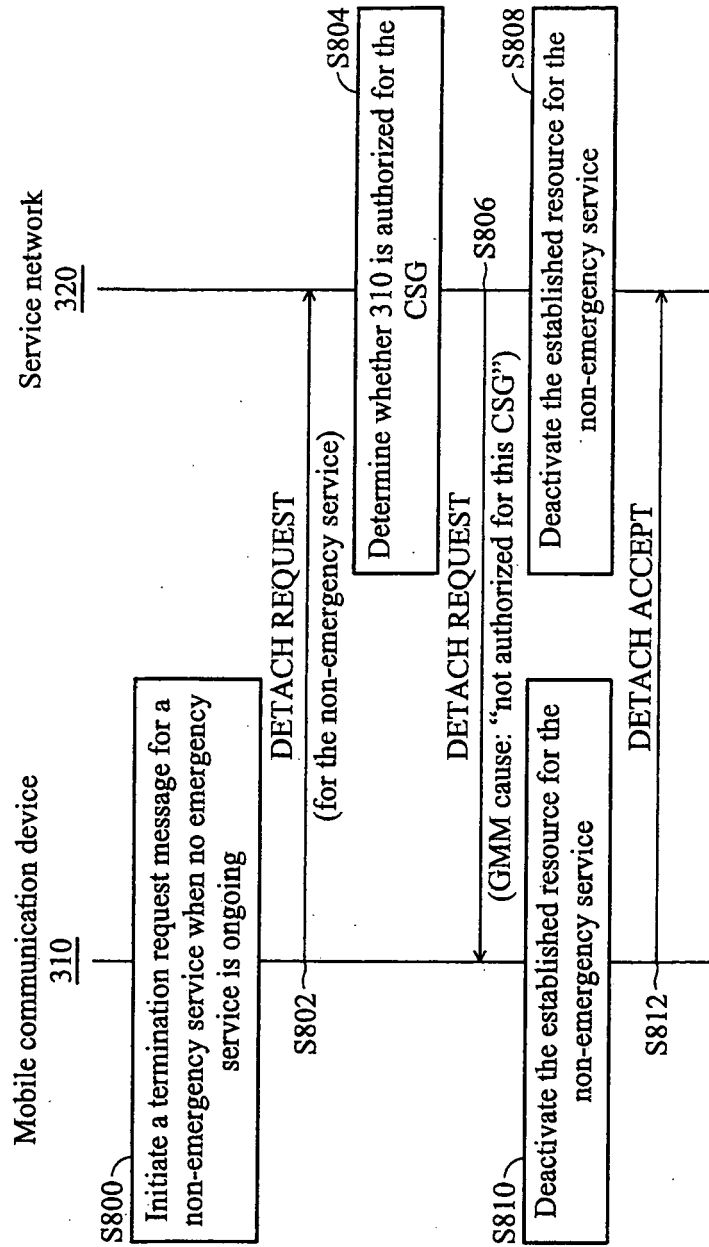 Mobile communication device
310
Service network
320
S800
Initiate a termination request message for a
non-emergency service when no emergency
service is ongoing
DETACH REQUEST
(for the non-emergency service)
S802
S804
Determine whether 310 is authorized for the
CSG
DETACH REQUEST
(GMM cause: “not authorized for this CSG”)
S806
S808
Deactivate the established resource for the
non-emergency service
S810
Deactivate the established resource for the
non-emergency service
DETACH ACCEPT
S812